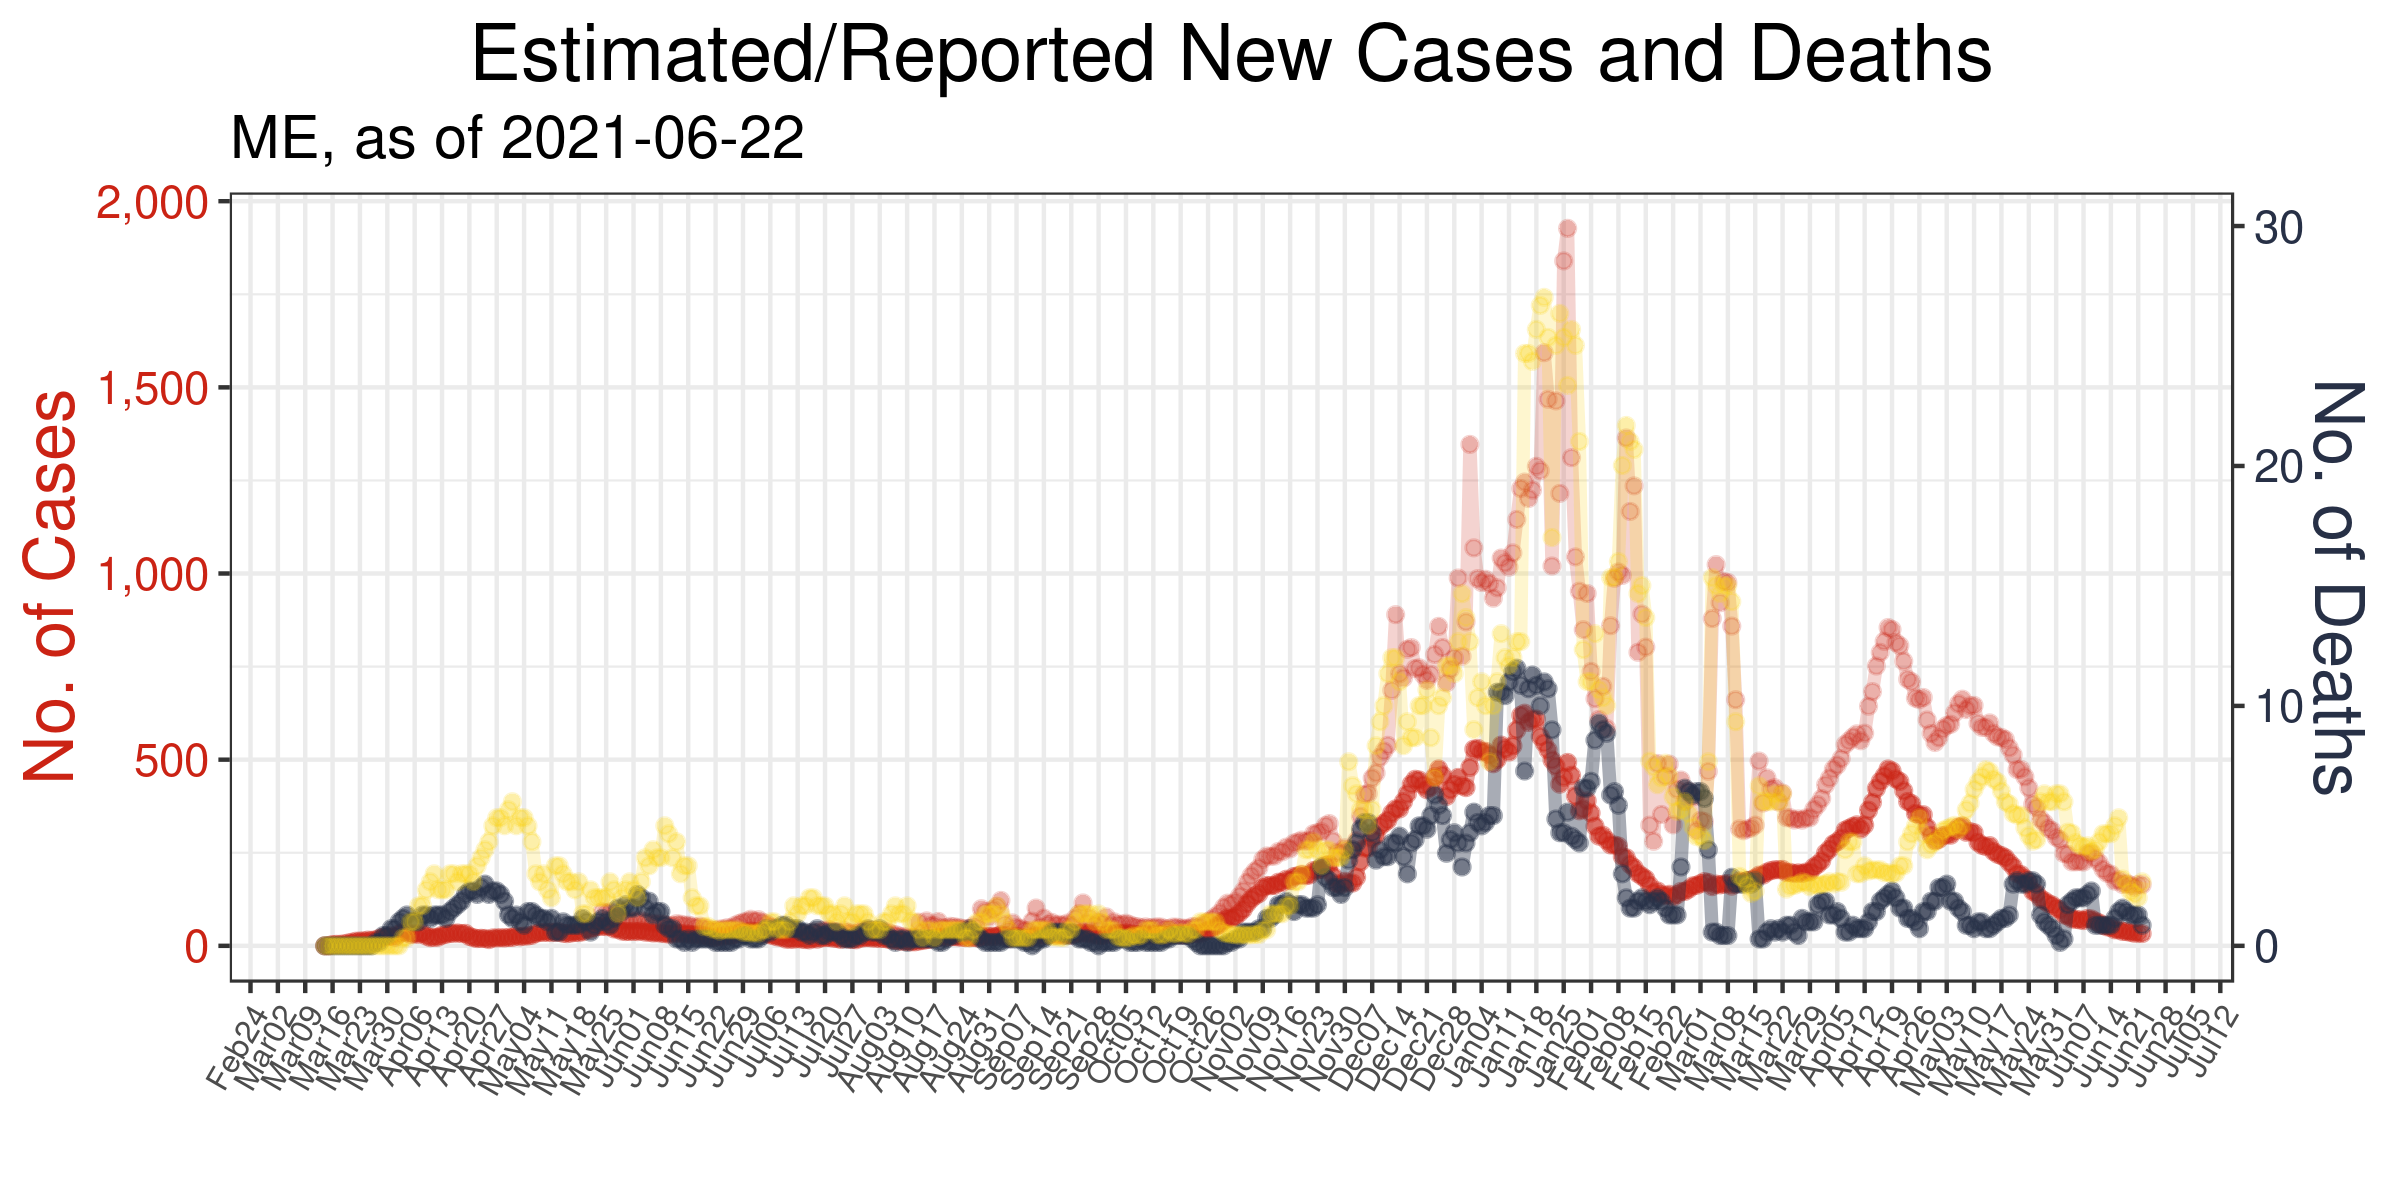 Estimated/Reported New Cases and Deaths
ME, as of 2021-06-22
No. of Cases
2,000
1,500
1,000
500
0
30
20
10
0
No. of Deaths
Feb24
Mar02
Mar09
Mar16
Mar23
Mar30
Apr06
Apr13
Apr20
Apr27
May04
May11
May18
May25
Jun01
Jun08
Jun15
Jun22
Jun29
Jul06
Jul13
Jul20
Jul27
Aug03
Aug10
Aug17
Aug24
Aug31
Sep07
Sep14
Sep21
Sep28
Oct05
Oct12
Oct19
Oct26
Nov02
Nov09
Nov16
Nov23
Nov30
Dec07
Dec14
Dec21
Dec28
Jan04
Jan11
Jan18
Jan25
Feb01
Feb08
Feb15
Feb22
Mar01
Mar08
Mar15
Mar22
Mar29
Apr05
Apr12
Apr19
Apr26
May03
May10
May17
May24
May31
Jun07
Jun14
Jun21
Jun28
Jul05
Jul12